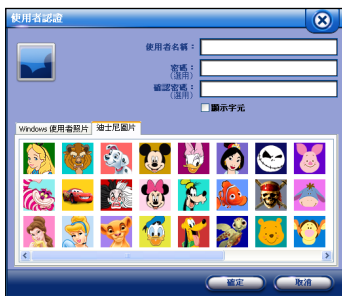 使用者認證
使用者名稱：
密碼：
(選用)
確認密碼：
(選用)
顯示字元
Windows 使用者照片
迪士尼圖片
確定
取消